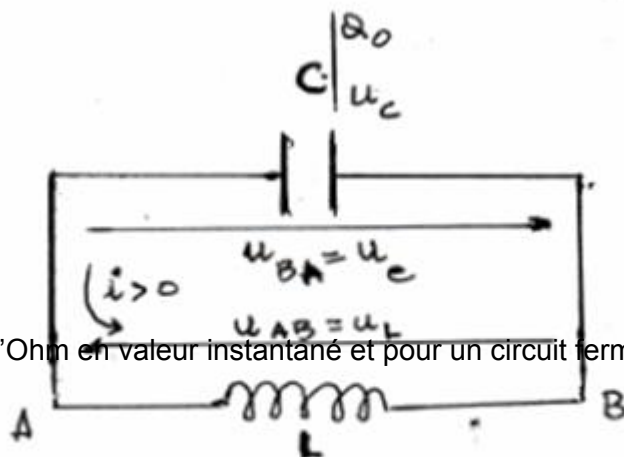 Q₀
C
u_c
u_BA = u_c
i > 0
u_AB = u_L
'Ohm en valeur instantané et pour un circuit ferm
A
B
L